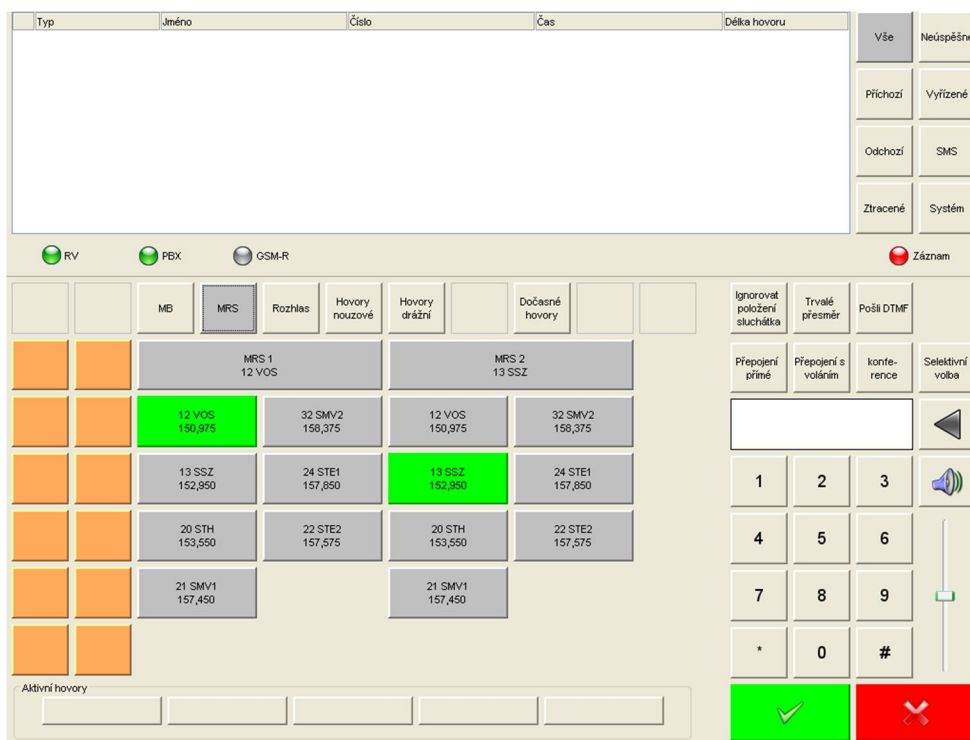 Typ Jméno Číslo Čas Délka hovoru
Vše Neúspěšné
Příchozí Vyřízené
Odchozí SMS
Ztracené Systém
RV PBX GSM-R Záznam
MB MRS Rozhlas Hovory nouzové Hovory drážní Dočasné hovory
Ignorovat položení sluchátka Trvalé přesměr Pošli DTMF
MRS 1
12 VOS
MRS 2
13 SSZ
Přepojení přímé Přepojení s voláním konfe-rence Selektivní volba
12 VOS 32 SMV2 12 VOS 32 SMV2
150,975 158,375 150,975 158,375
13 SSZ 24 STE1 13 SSZ 24 STE1
152,950 157,850 152,950 157,850
20 STH 22 STE2 20 STH 22 STE2
153,550 157,575 153,550 157,575
21 SMV1 21 SMV1
157,450 157,450
1 2 3
4 5 6
7 8 9
* 0 #
Aktivní hovory